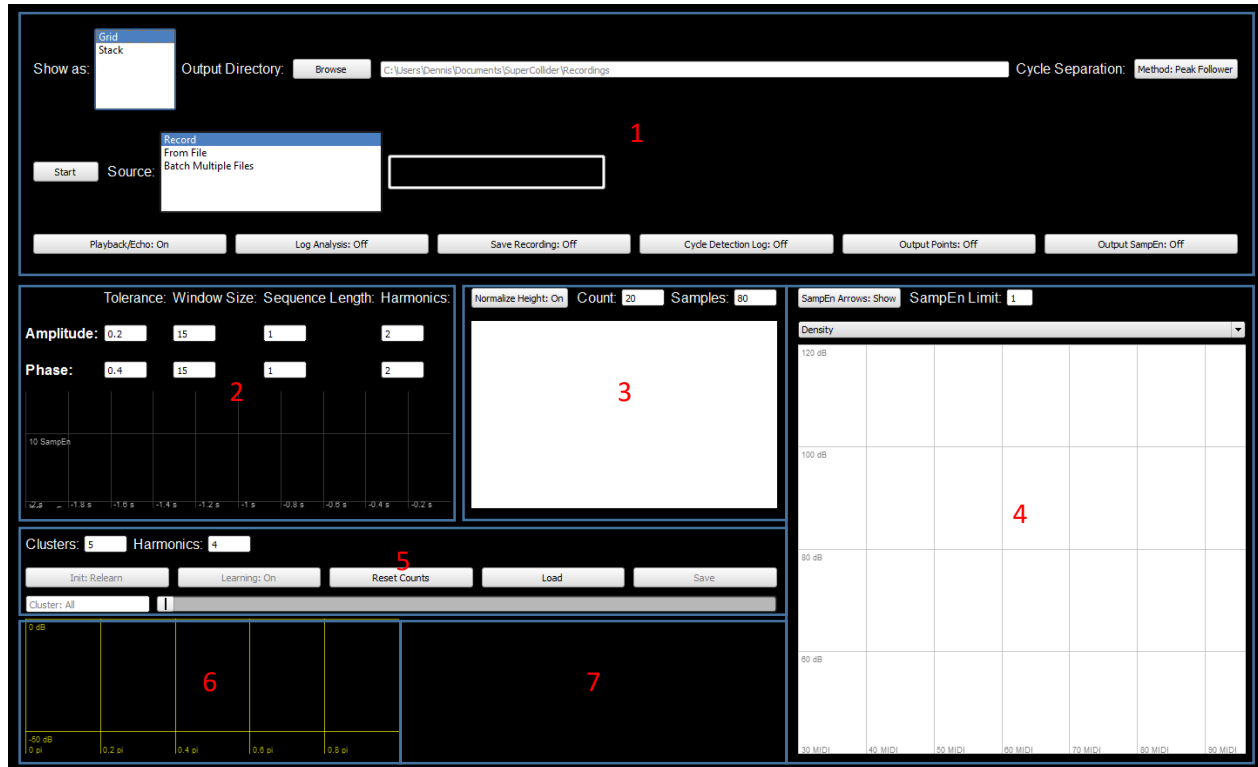 Grid
Stack
Show as:
Output Directory:
Browse
C:\Users\Dennis\Documents\SuperCollider\Recordings
Cycle Separation:
Method: Peak Follower
1
Record
From File
Batch Multiple Files
Start
Source:
Playback/Echo: On
Log Analysis: Off
Save Recording: Off
Cycle Detection Log: Off
Output Points: Off
Output SampEn: Off
Tolerance: Window Size: Sequence Length: Harmonics:
Amplitude: 0.2 15 1 2
Phase: 0.4 15 1 2
2
10 SampEn
-2 s -1.8 s -1.6 s -1.4 s -1.2 s -1 s -0.8 s -0.6 s -0.4 s -0.2 s
Normalize Height: On Count: 20 Samples: 80
3
SampEn Arrows: Show SampEn Limit: 1
Density
120 dB
100 dB
4
80 dB
60 dB
30 MIDI 40 MIDI 50 MIDI 60 MIDI 70 MIDI 80 MIDI 90 MIDI
Clusters: 5 Harmonics: 4
5
Init: Relearn
Learning: On
Reset Counts
Load
Save
Cluster: All
0 dB
6
-50 dB
0 pi 0.2 pi 0.4 pi 0.6 pi 0.8 pi
7